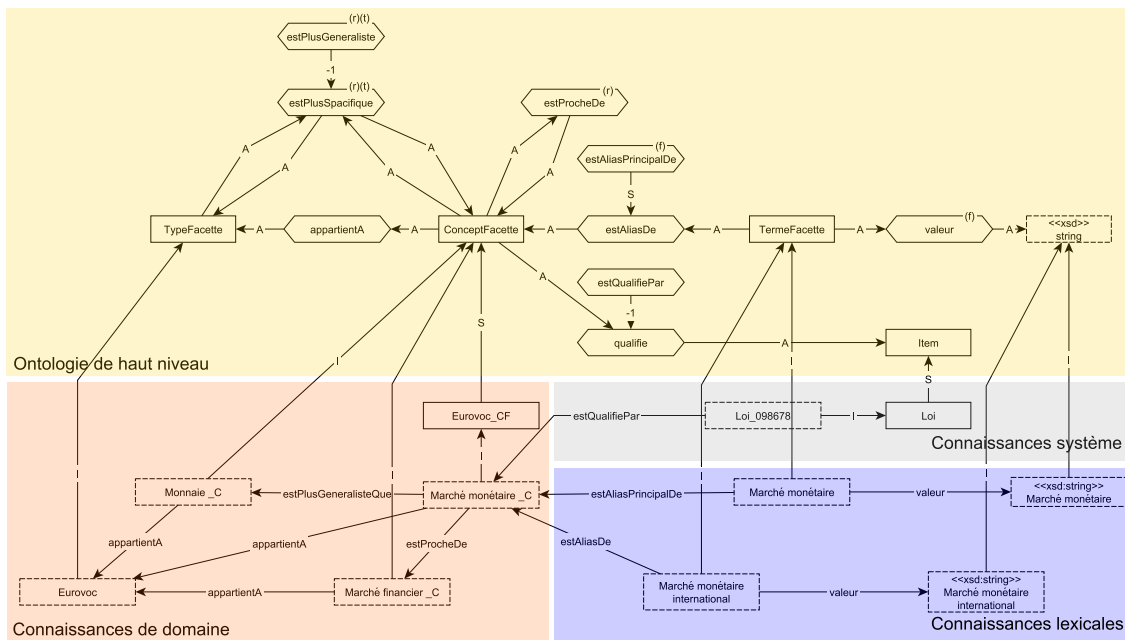 (r)(t)
estPlusGeneraliste
-1
(r)(t)
estPlusSpacifique
(r)
estProcheDe
(f)
estAliasPrincipalDe
A
A
A
A
A
A
S
TypeFacette
A
appartientA
A
ConceptFacette
A
estAliasDe
A
TermeFacette
A
(f)
valeur
A
<<xsd>>
string
A
estQualifiePar
-1
qualifie
A
Item
S
I
I
S
Ontologie de haut niveau
Eurovoc_CF
estQualifiePar
Loi_098678
I
Loi
Connaissances système
I
I
I
I
I
I
Monnaie _C
estPlusGeneralisteQue
Marché monétaire _C
estAliasPrincipalDe
Marché monétaire
valeur
<<xsd:string>>
Marché monétaire
appartientA
appartientA
estProcheDe
estAliasDe
Eurovoc
appartientA
Marché financier _C
Marché monétaire
international
valeur
<<xsd:string>>
Marché monétaire
international
Connaissances de domaine
Connaissances lexicales